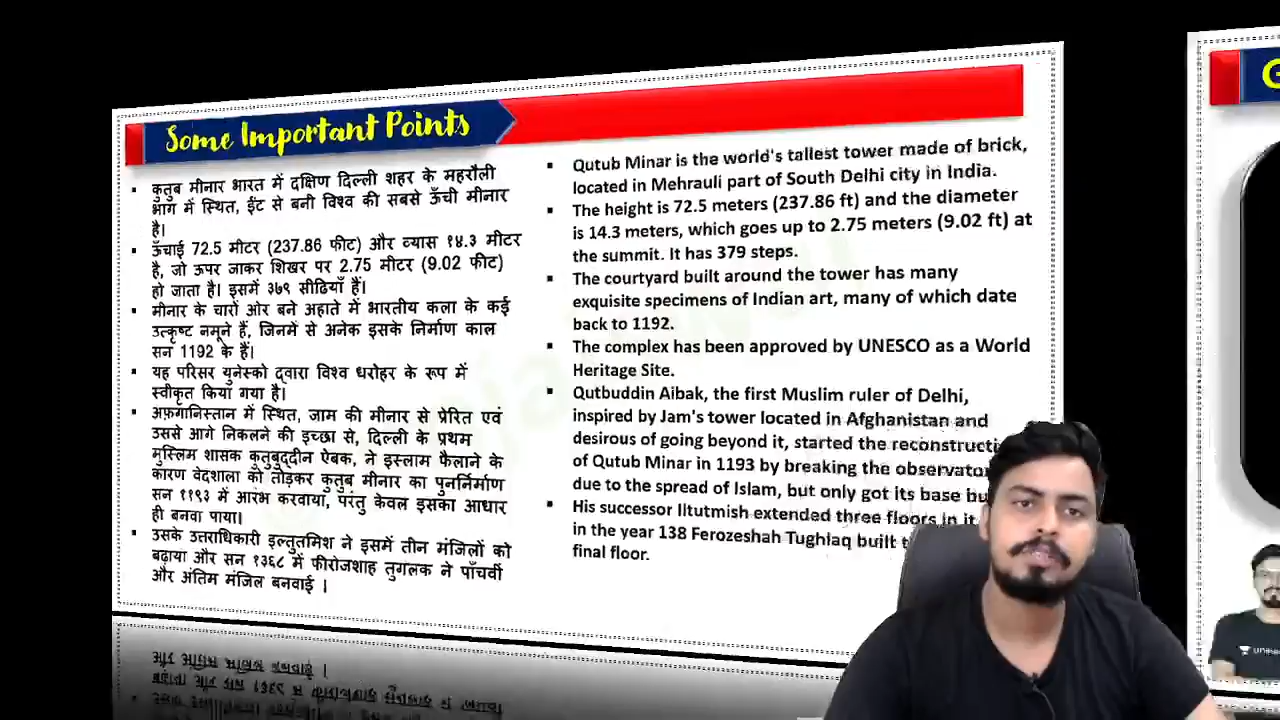 Some Important Points
कुतुब मीनार भारत में दक्षिण दिल्ली शहर के महरौली
भाग में स्थित, ईंट से बनी विश्व की सबसे ऊँची मीनार
है।
ऊँचाई 72.5 मीटर (237.86 फीट) और व्यास १४.३ मीटर
है, जो ऊपर जाकर शिखर पर 2.75 मीटर (9.02 फीट)
हो जाता है। इसमें ३७९ सीढियाँ हैं।
मीनार के चारों ओर बने अहाते में भारतीय कला के कई
उत्कृष्ट नमूने हैं, जिनमें से अनेक इसके निर्माण काल
सन 1192 के हैं।
यह परिसर युनेस्को द्वारा विश्व धरोहर के रूप में
स्वीकृत किया गया है।
अफ़गानिस्तान में स्थित, जाम की मीनार से प्रेरित एवं
उससे आगे निकलने की इच्छा से, दिल्ली के प्रथम
मुस्लिम शासक कुतुबुद्दीन ऐबक, ने इस्लाम फैलाने के
कारण वेदशाला को तोड़कर कुतुब मीनार का पुनर्निर्माण
सन ११९३ में आरंभ करवाया, परंतु केवल इसका आधार
ही बनवा पाया।
उसके उत्तराधिकारी इल्तुतमिश ने इसमें तीन मंजिलों को
बढ़ाया और सन १३६८ में फीरोजशाह तुगलक ने पाँचवीं
और अंतिम मंजिल बनवाई |
Qutub Minar is the world's tallest tower made of brick,
located in Mehrauli part of South Delhi city in India.
The height is 72.5 meters (237.86 ft) and the diameter
is 14.3 meters, which goes up to 2.75 meters (9.02 ft) at
the summit. It has 379 steps.
The courtyard built around the tower has many
exquisite specimens of Indian art, many of which date
back to 1192.
The complex has been approved by UNESCO as a World
Heritage Site.
Qutbuddin Aibak, the first Muslim ruler of Delhi,
inspired by Jam's tower located in Afghanistan and
desirous of going beyond it, started the reconstructi
of Qutub Minar in 1193 by breaking the observato
due to the spread of Islam, but only got its base bu
His successor Iltutmish extended three floors in it
in the year 138 Ferozeshah Tughlaq built
final floor.